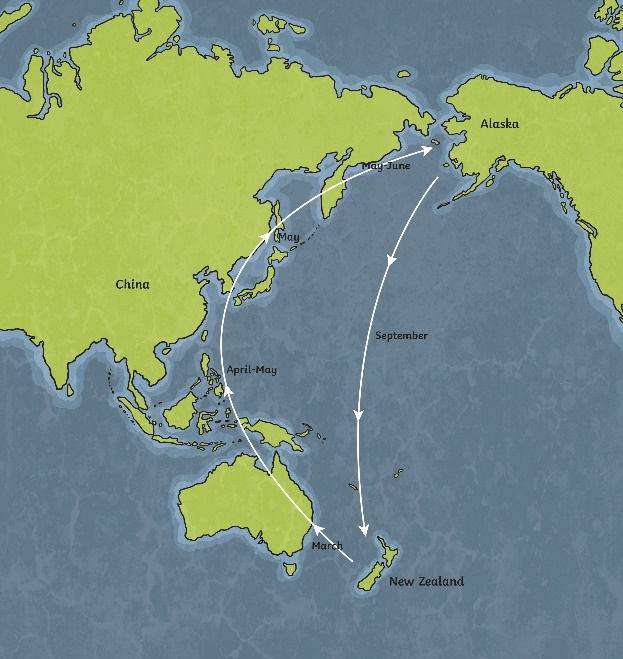 Alaska
May-June
May
China
September
April-May
March
New Zealand